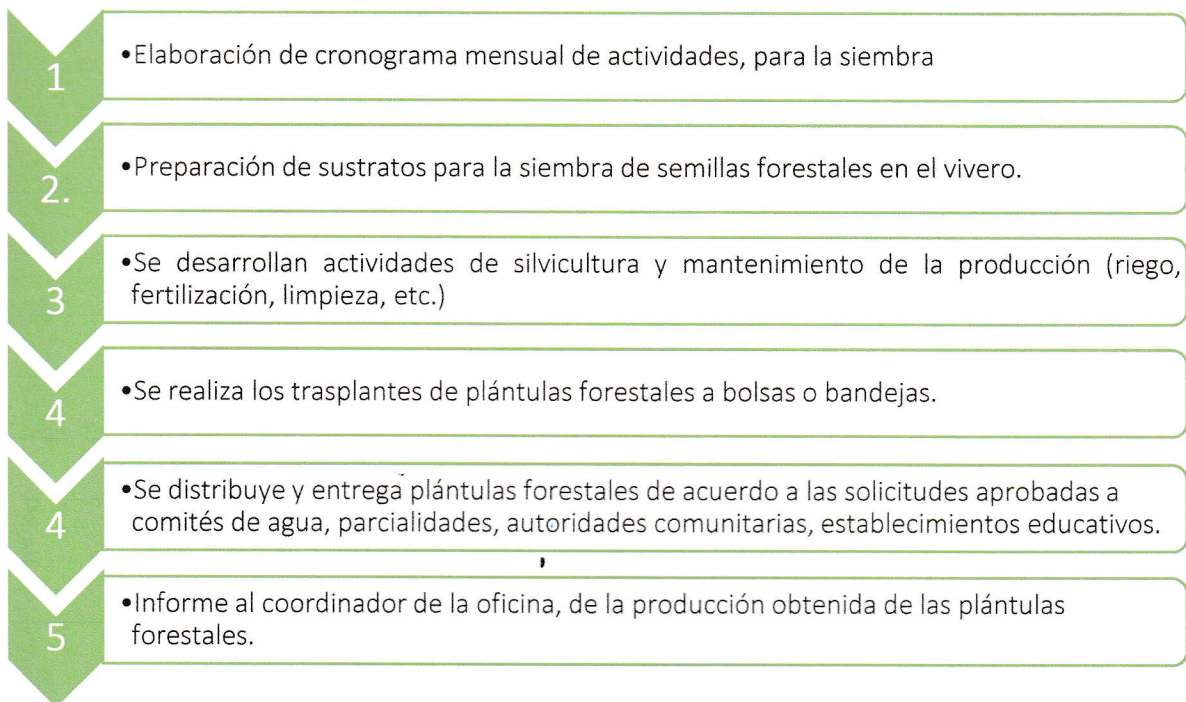 1
•Elaboración de cronograma mensual de actividades, para la siembra
2.
•Preparación de sustratos para la siembra de semillas forestales en el vivero.
3
•Se desarrollan actividades de silvicultura y mantenimiento de la producción (riego,
fertilización, limpieza, etc.)
4
•Se realiza los trasplantes de plántulas forestales a bolsas o bandejas.
4
•Se distribuye y entrega plántulas forestales de acuerdo a las solicitudes aprobadas a
comités de agua, parcialidades, autoridades comunitarias, establecimientos educativos.
5
•Informe al coordinador de la oficina, de la producción obtenida de las plántulas
forestales.